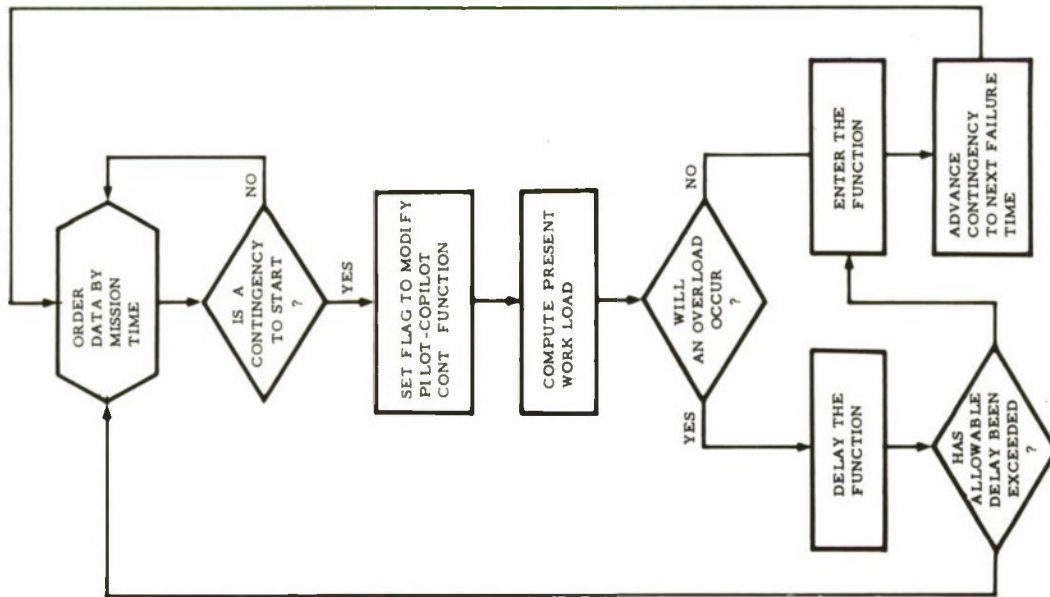 ORDER
DATA BY
MISSION
TIME
IS A
CONTINGENCY
TO START
?
NO
YES
SET FLAG TO MODIFY
PILOT-COPILOT
CONT FUNCTION
COMPUTE PRESENT
WORK LOAD
WILL
AN OVERLOAD
OCCUR
?
YES
NO
DELAY THE
FUNCTION
ENTER THE
FUNCTION
HAS
ALLOWABLE
DELAY BEEN
EXCEEDED
?
ADVANCE
CONTINGENCY
TO NEXT FAILURE
TIME